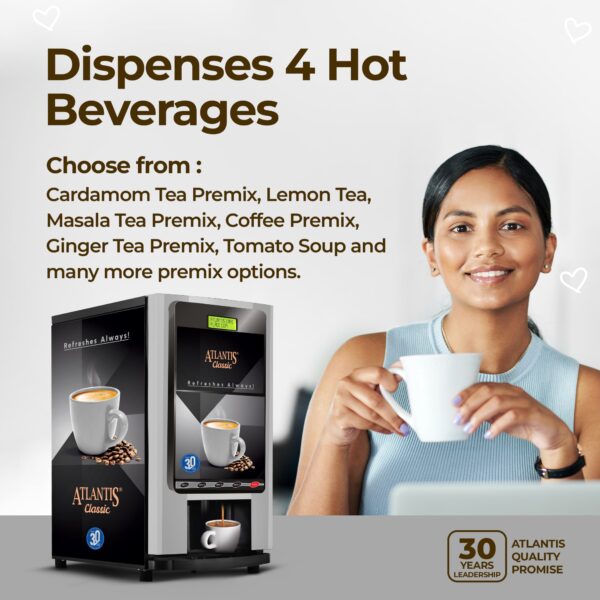 Dispenses 4 Hot
Beverages
Choose from :
Cardamom Tea Premix, Lemon Tea,
Masala Tea Premix, Coffee Premix,
Ginger Tea Premix, Tomato Soup and
many more premix options.
Refreshes Always!
ATLANTIS®
Classic
30
ATLANTIS®
Classic
Refreshes Always!
30
30
YEARS
LEADERSHIP
ATLANTIS
QUALITY
PROMISE